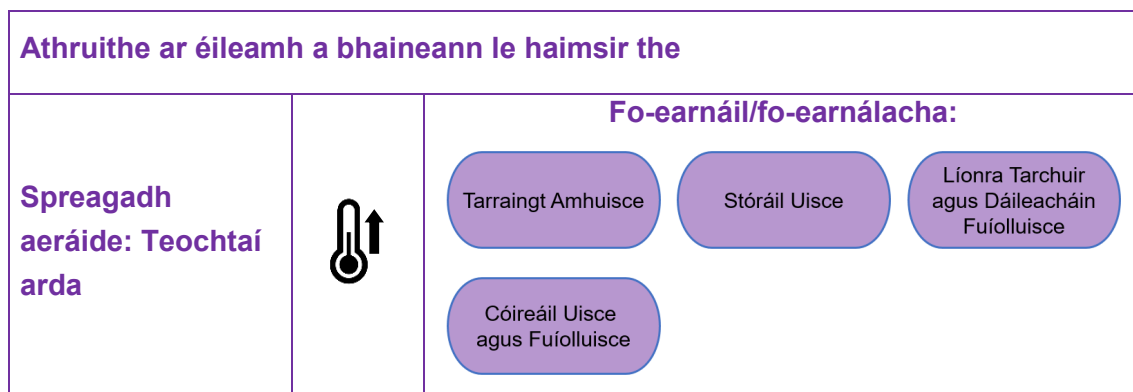 Athruithe ar éileamh a bhaineann le haimsir the
Spreagadh
aeráide: Teochtaí
arda
Fo-earnáil/fo-earnálacha:
Tarraingt Amhuisce
Stóráil Uisce
Líonra Tarchuir
agus Dáileacháin
Fuíolluisce
Cóireáil Uisce
agus Fuíolluisce